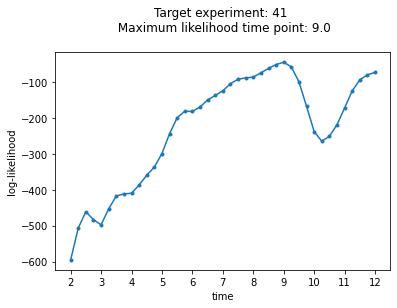 Target experiment: 41
Maximum likelihood time point: 9.0
log-likelihood
−100
−200
−300
−400
−500
−600
2 3 4 5 6 7 8 9 10 11 12
time